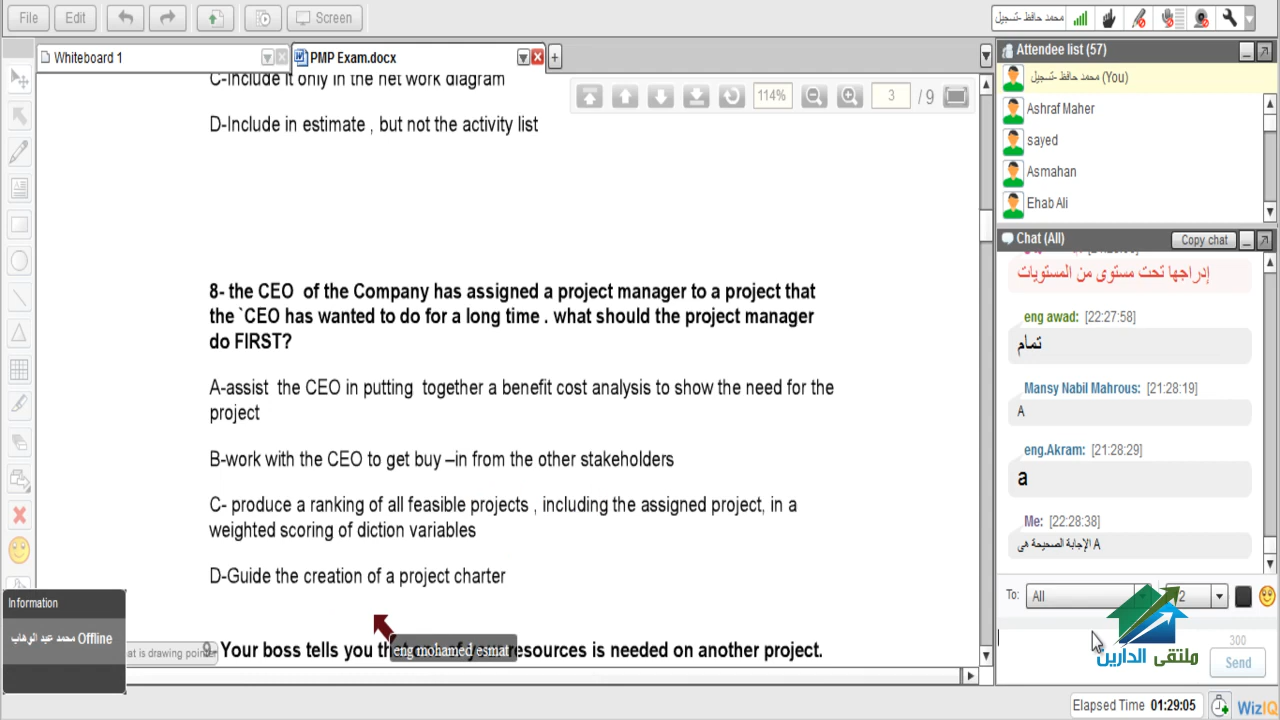 File
Edit
Screen
محمد حافظ -تسجيل
Whiteboard 1
PMP Exam.docx
114%
3
/ 9
C-Include it only in the net work diagram
D-Include in estimate , but not the activity list
8- the CEO of the Company has assigned a project manager to a project that
the `CEO has wanted to do for a long time . what should the project manager
do FIRST?
A-assist the CEO in putting together a benefit cost analysis to show the need for the
project
B-work with the CEO to get buy –in from the other stakeholders
C- produce a ranking of all feasible projects , including the assigned project, in a
weighted scoring of diction variables
D-Guide the creation of a project charter
eng mohamed esmat
9- Your boss tells you resources is needed on another project.
at is drawing pointer
Information
محمد عبد الوهاب Offline
Attendee list (57)
محمد حافظ -تسجيل (You)
Ashraf Maher
sayed
Asmahan
Ehab Ali
Chat (All)
Copy chat
إدراجها تحت مستوى من المستويات
eng awad: [22:27:58]
تمام
Mansy Nabil Mahrous: [21:28:19]
A
eng.Akram: [21:28:29]
a
Me: [22:28:38]
الإجابة الصحيحة هى A
To:
All
2
ملتقى الدارين
300
Send
Elapsed Time 01:29:05
WizIQ